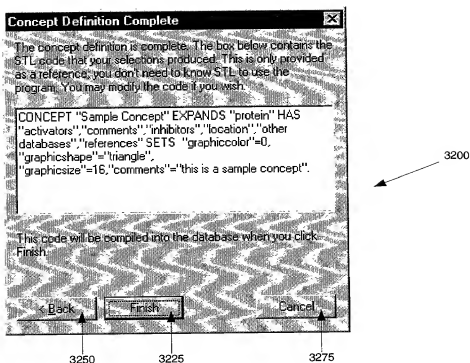 Concept Definition Complete
The concept definition is complete. The box below contains the
STL code that your selections produced. This is only provided
as a reference; you don't need to know STL to use the
program. You may modify the code if you wish.
CONCEPT "Sample Concept" EXPANDS "protein" HAS
"activators","comments","inhibitors","location","other
databases","references" SETS "graphiccolor"=0,
"graphicshape"="triangle",
"graphicsize"=16,"comments"="this is a sample concept".
3200
This code will be compiled into the database when you click
Finish.
< Back
Finish
Cancel
3250
3225
3275